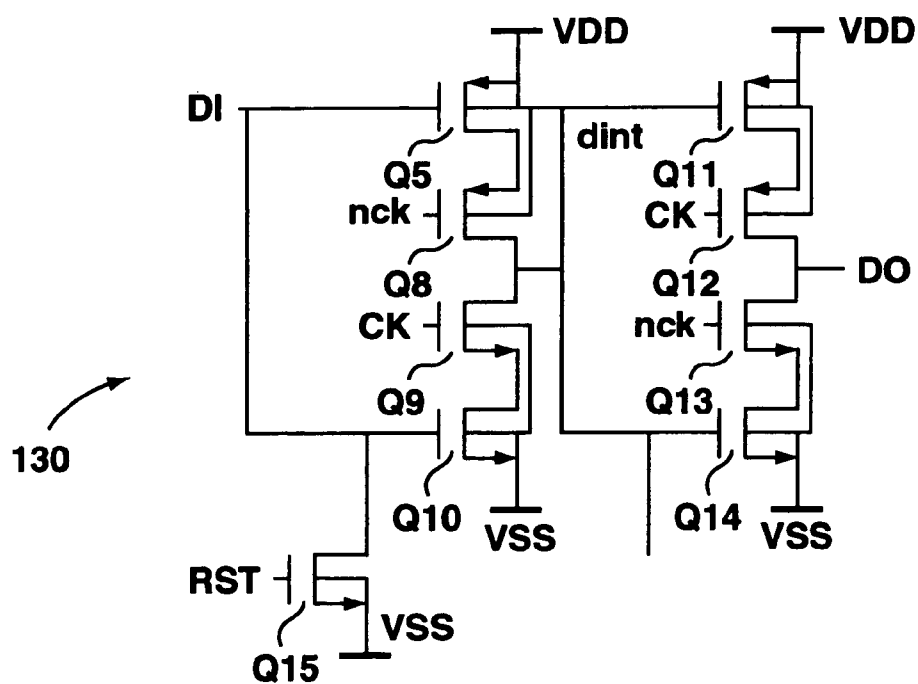 VDD
VDD
DI
dint
Q5
Q11
nck
CK
Q8
Q12
DO
CK
nck
Q9
Q13
130
Q10
VSS
Q14
VSS
RST
VSS
Q15